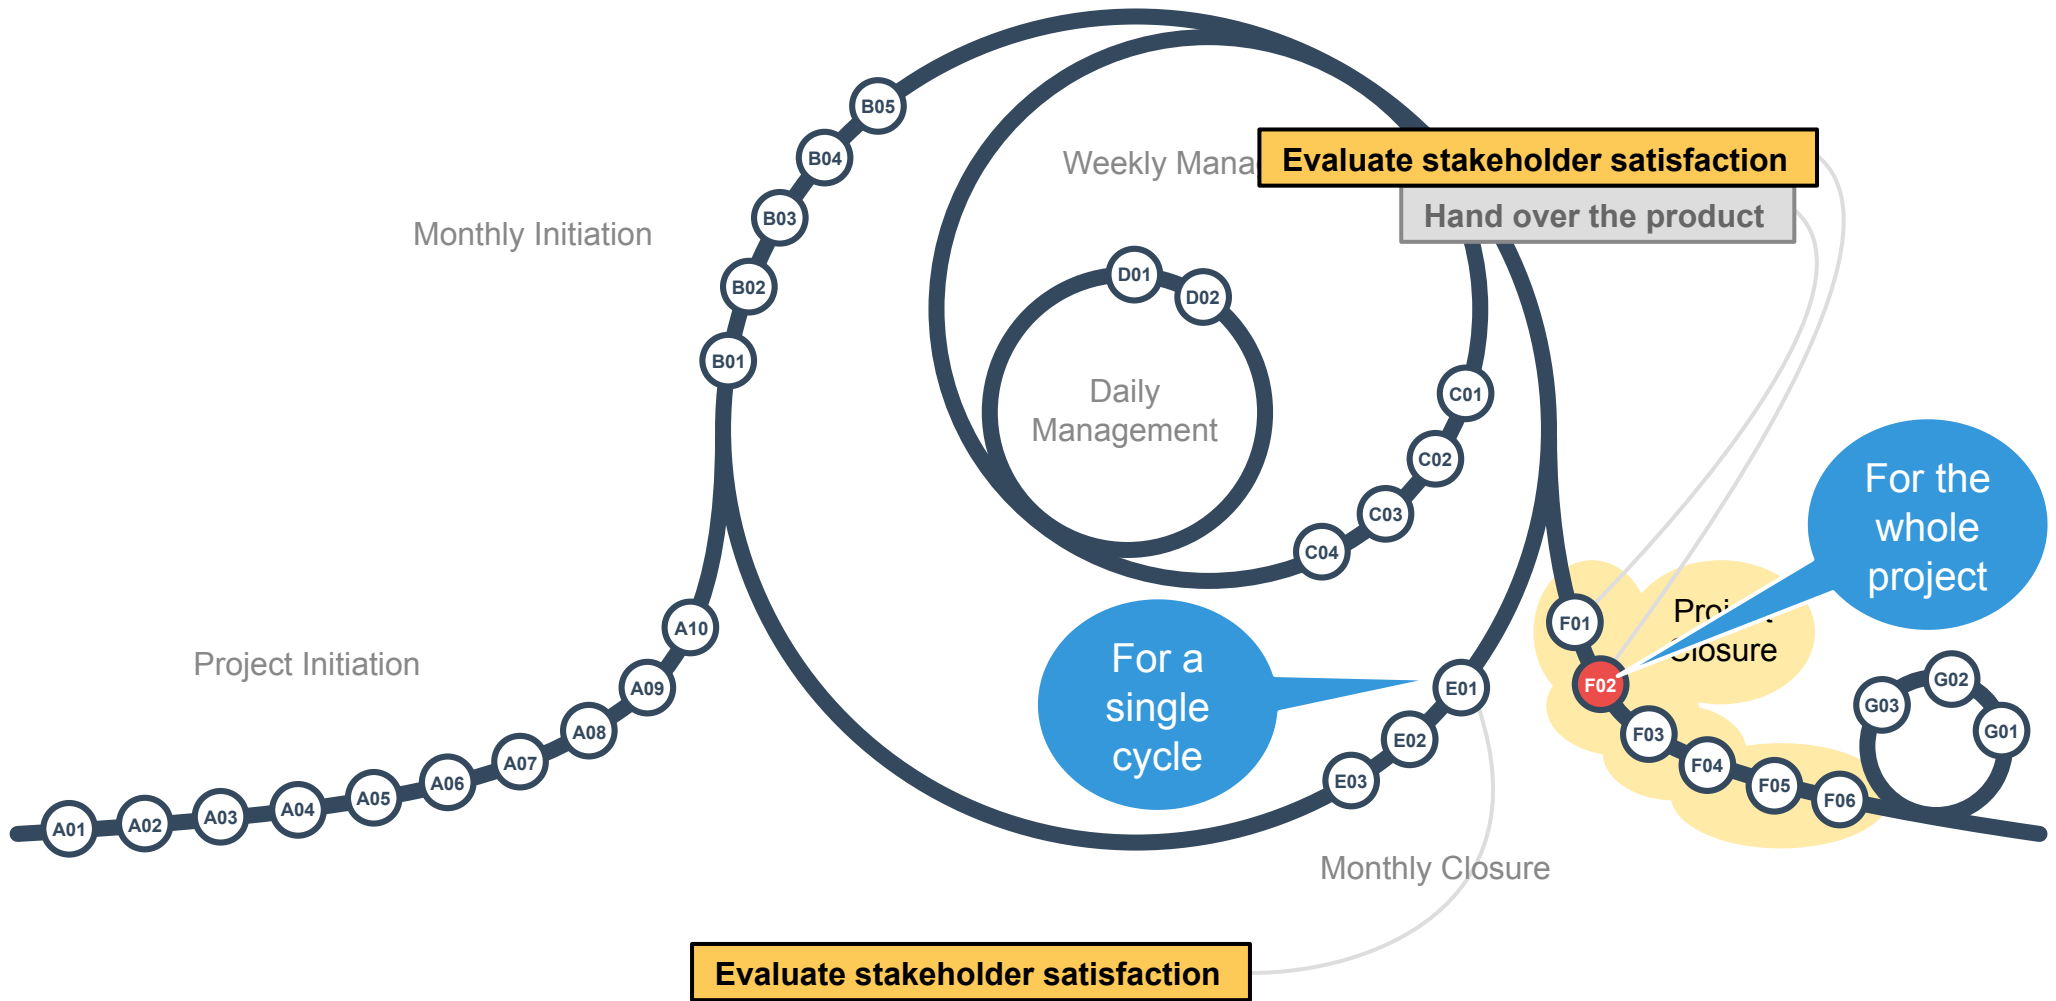 B05
B04
B03
B02
B01
Monthly Initiation
Weekly Mana
Evaluate stakeholder satisfaction
Hand over the product
D01
D02
Daily
Management
C01
C02
C03
C04
For the
whole
project
Project Initiation
A01
A02
A03
A04
A05
A06
A07
A08
A09
A10
For a
single
cycle
E01
E02
E03
Monthly Closure
F01
F02
F03
F04
F05
F06
Closure
G03
G02
G01
Evaluate stakeholder satisfaction